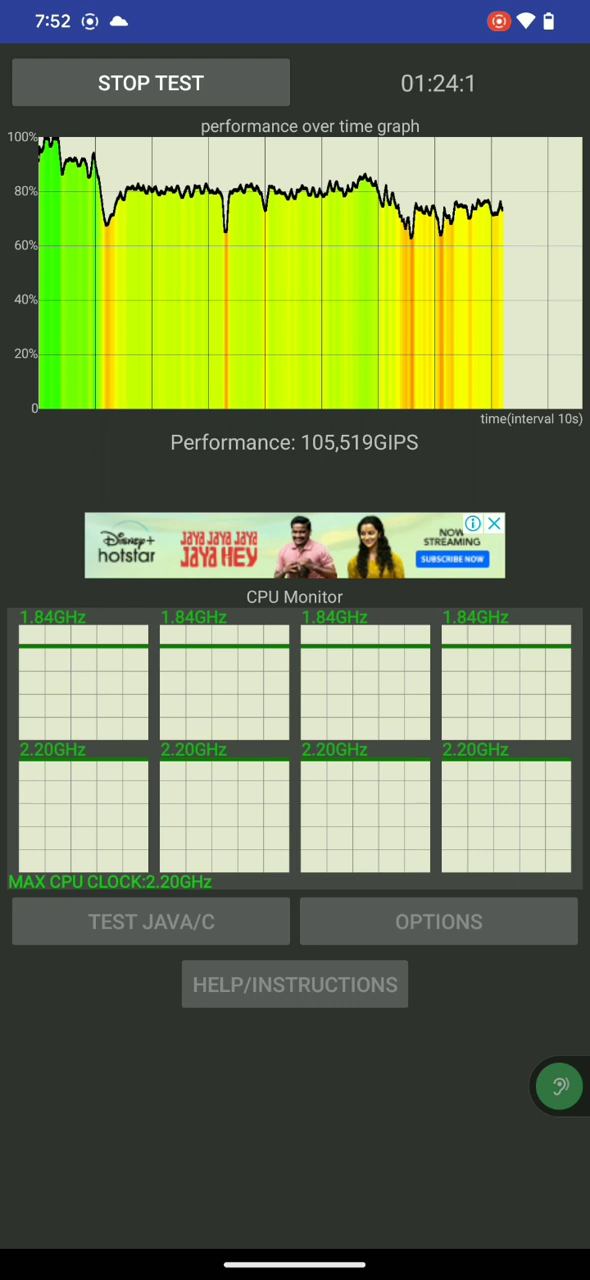 7:52
STOP TEST
01:24:1
performance over time graph
100%
80%
60%
40%
20%
0
time(interval 10s)
Performance: 105,519GIPS
Disney+
hotstar
JAYA JAYA JAYA
JAYA HEY
NOW
STREAMING
SUBSCRIBE NOW
CPU Monitor
1.84GHz 1.84GHz 1.84GHz 1.84GHz
2.20GHz 2.20GHz 2.20GHz 2.20GHz
MAX CPU CLOCK:2.20GHz
TEST JAVA/C
OPTIONS
HELP/INSTRUCTIONS